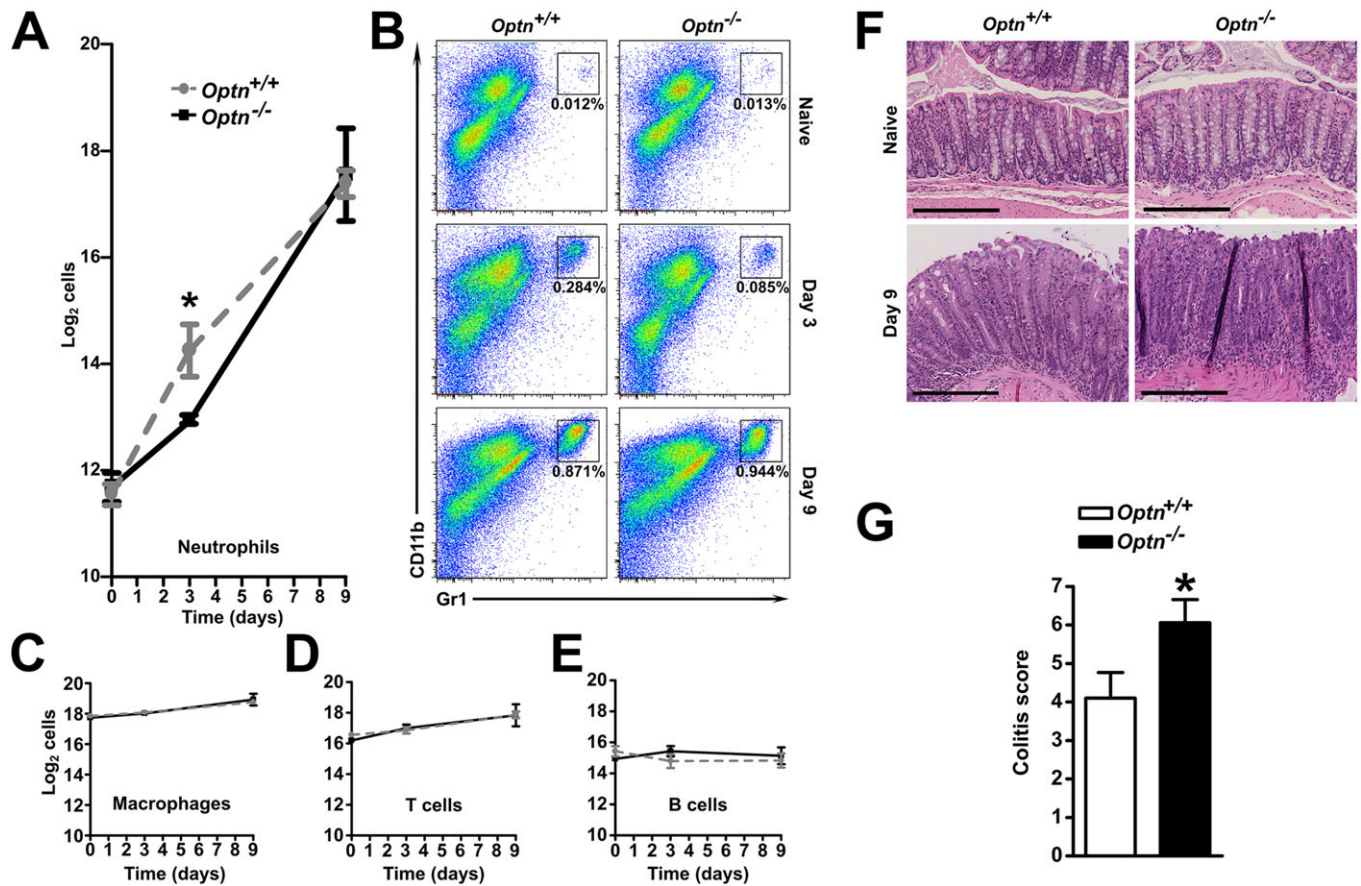 A
20
18
16
14
12
10
Log2 cells
Optn+/+
Optn-/-
*
Neutrophils
0 1 2 3 4 5 6 7 8 9
Time (days)
B
Optn+/+ Optn-/-
0.012% 0.013%
Naive
0.284% 0.085%
Day 3
0.871% 0.944%
Day 9
CD11b
Gr1
C
20
18
16
14
12
10
Log2 cells
Macrophages
0 1 2 3 4 5 6 7 8 9
Time (days)
D
20
18
16
14
12
10
T cells
0 1 2 3 4 5 6 7 8 9
Time (days)
E
20
18
16
14
12
10
B cells
0 1 2 3 4 5 6 7 8 9
Time (days)
F
Optn+/+ Optn-/-
Naive
Day 9
G
Optn+/+
Optn-/-
*
7
6
5
4
3
2
1
0
Colitis score